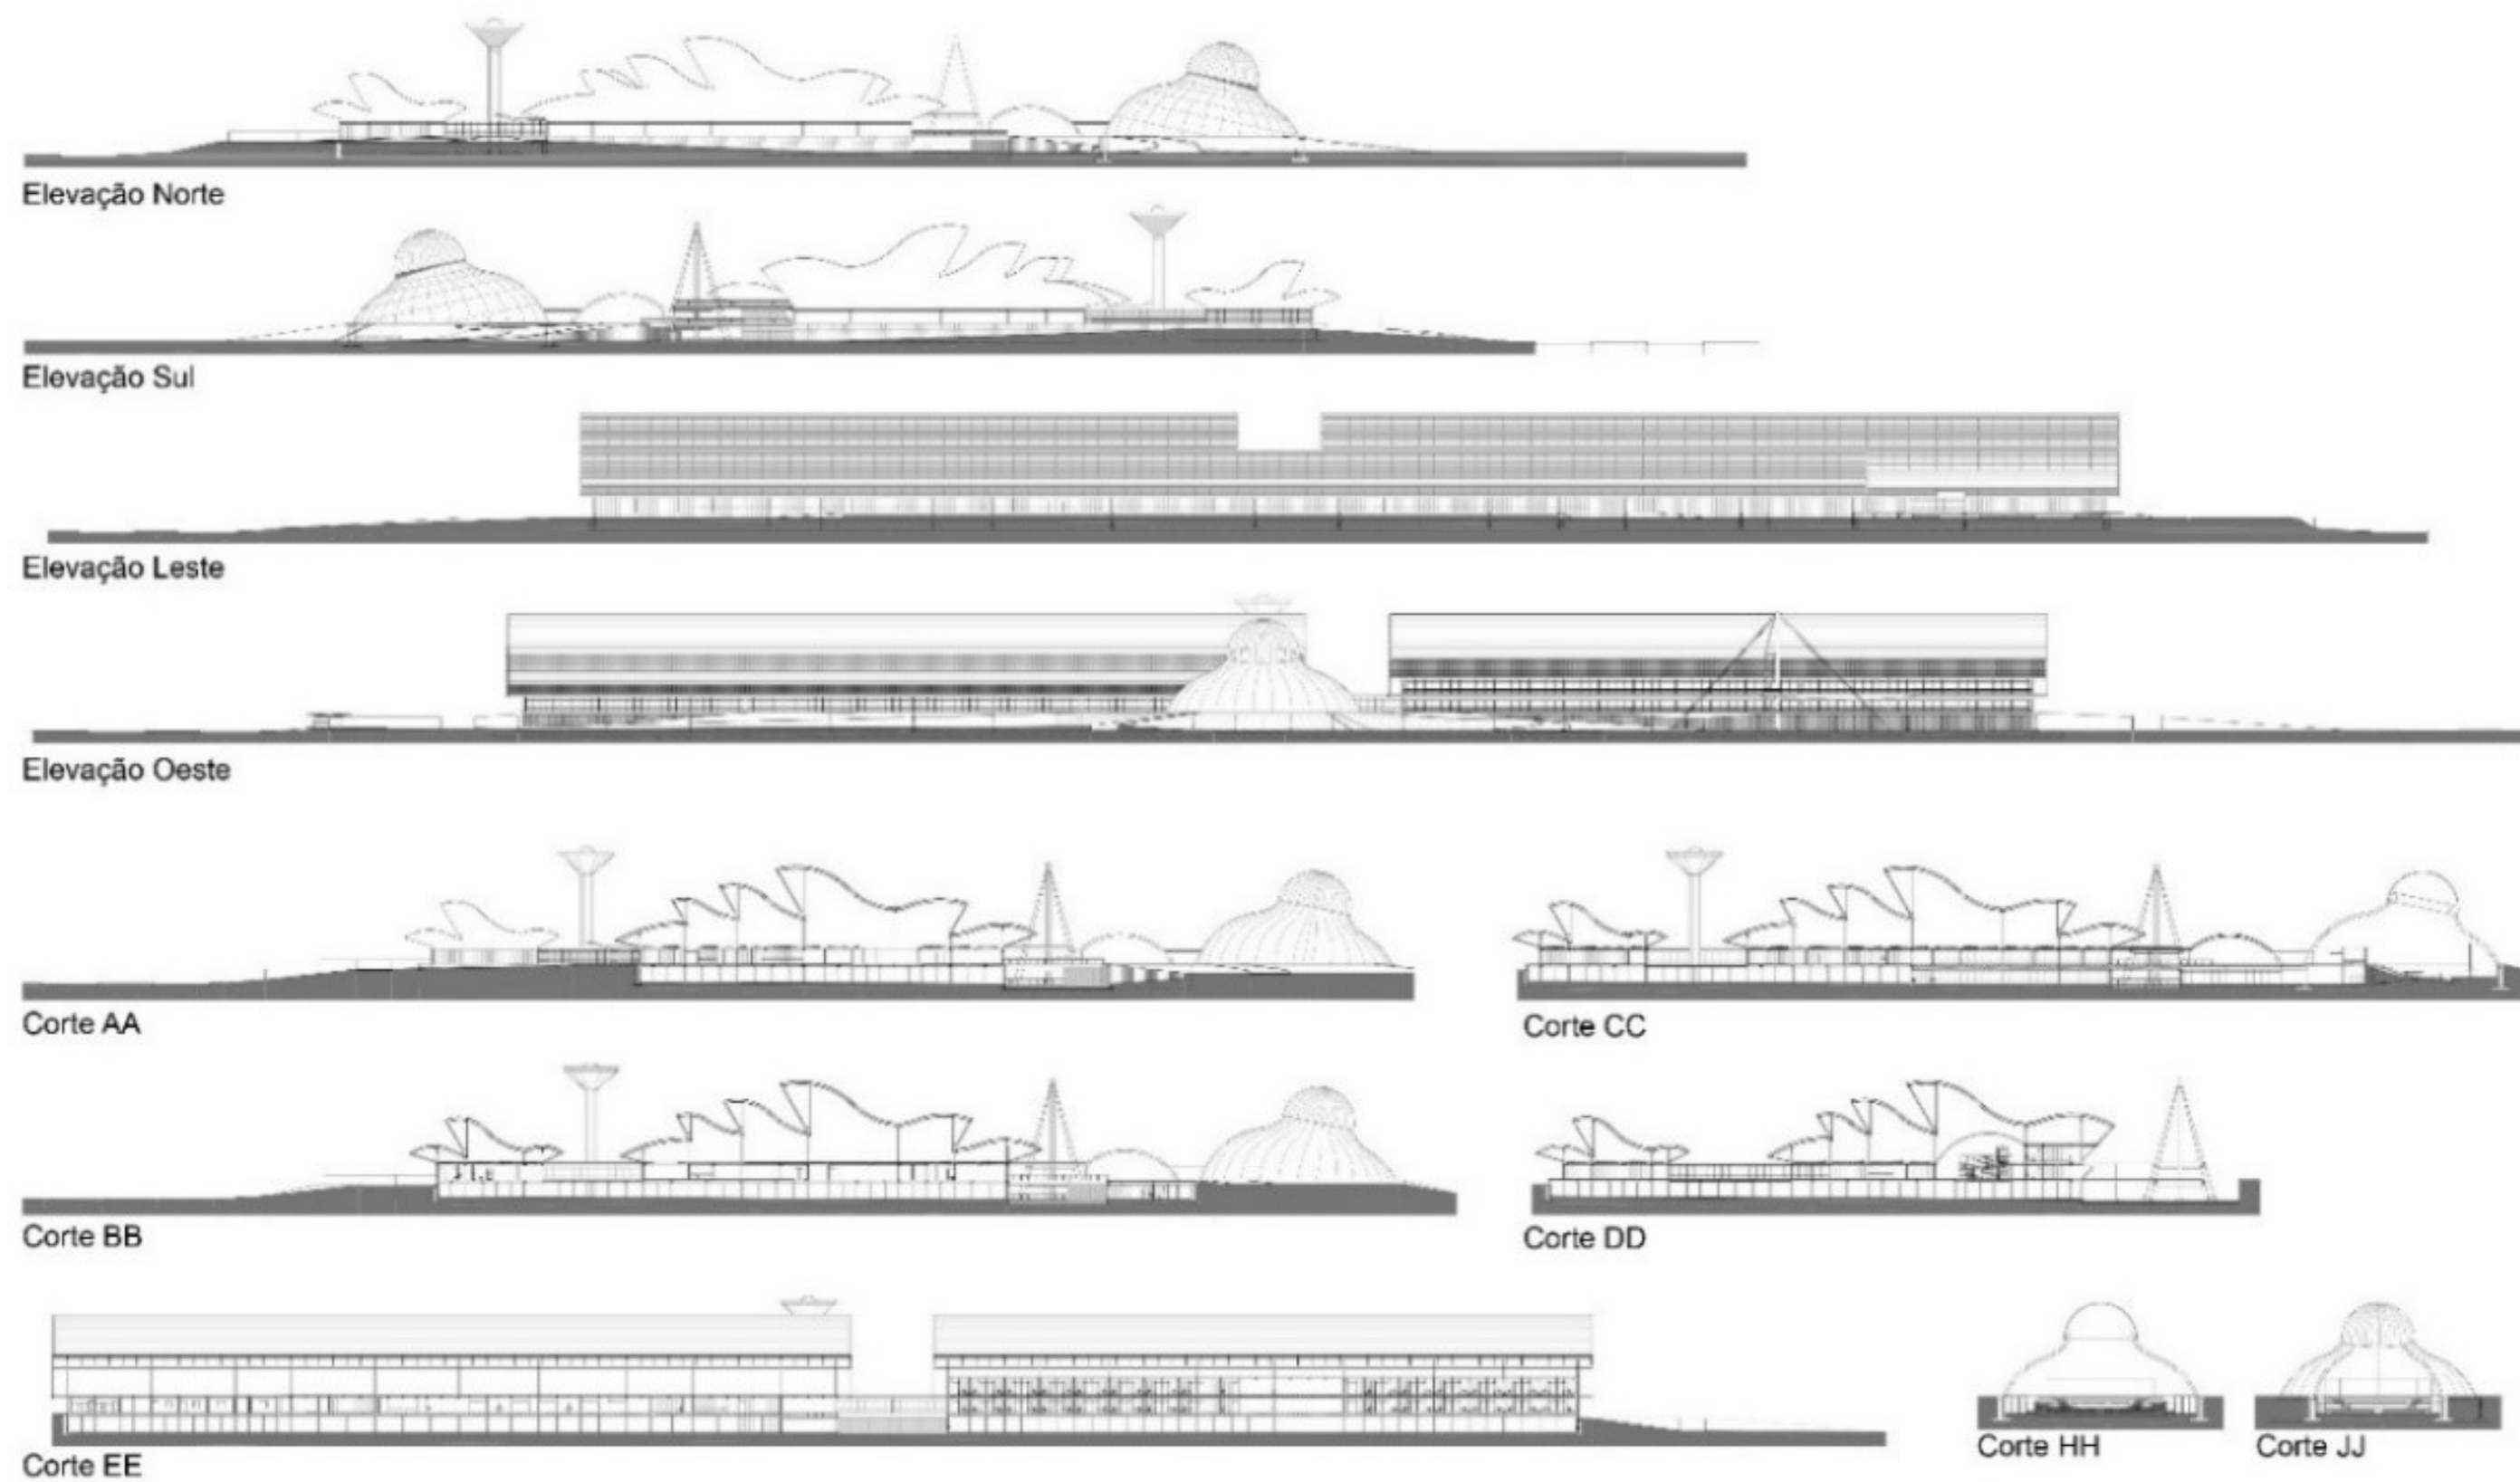 Elevação Norte
Elevação Sul
Elevação Leste
Elevação Oeste
Corte AA
Corte CC
Corte BB
Corte DD
Corte EE
Corte HH
Corte JJ